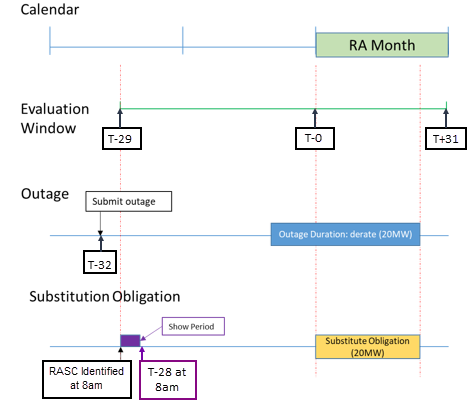 Calendar
RA Month
Evaluation
Window
T-29
T-0
T+31
Outage
Submit outage
Outage Duration: derate (20MW)
T-32
Substitution Obligation
Show Period
Substitute Obligation
(20MW)
RASC Identified
at 8am
T-28 at
8am